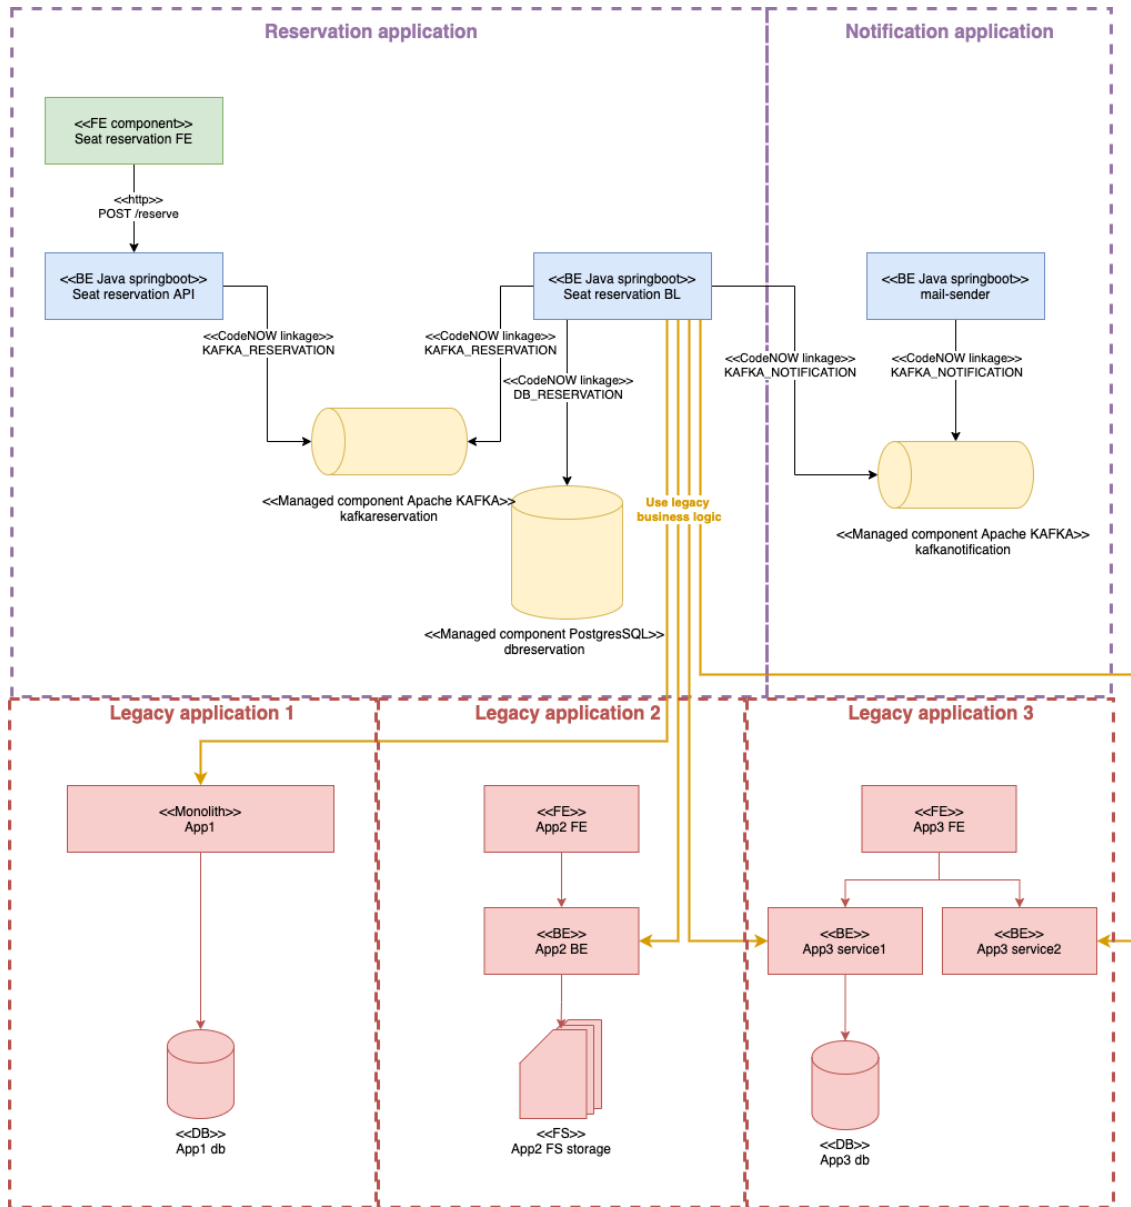 Reservation application
Notification application
<<FE component>>
Seat reservation FE
<<http>>
POST /reserve
<<BE Java springboot>>
Seat reservation API
<<BE Java springboot>>
Seat reservation BL
<<BE Java springboot>>
mail-sender
<<CodeNOW linkage>>
KAFKA_RESERVATION
<<CodeNOW linkage>>
KAFKA_RESERVATION
<<CodeNOW linkage>>
DB_RESERVATION
<<CodeNOW linkage>>
KAFKA_NOTIFICATION
<<CodeNOW linkage>>
KAFKA_NOTIFICATION
<<Managed component Apache KAFKA>>
kafkareservation
Use legacy
business logic
<<Managed component Apache KAFKA>>
kafkanotification
<<Managed component PostgresSQL>>
dbreservation
Legacy application 1
Legacy application 2
Legacy application 3
<<Monolith>>
App1
<<FE>>
App2 FE
<<FE>>
App3 FE
<<BE>>
App2 BE
<<BE>>
App3 service1
<<BE>>
App3 service2
<<DB>>
App1 db
<<FS>>
App2 FS storage
<<DB>>
App3 db